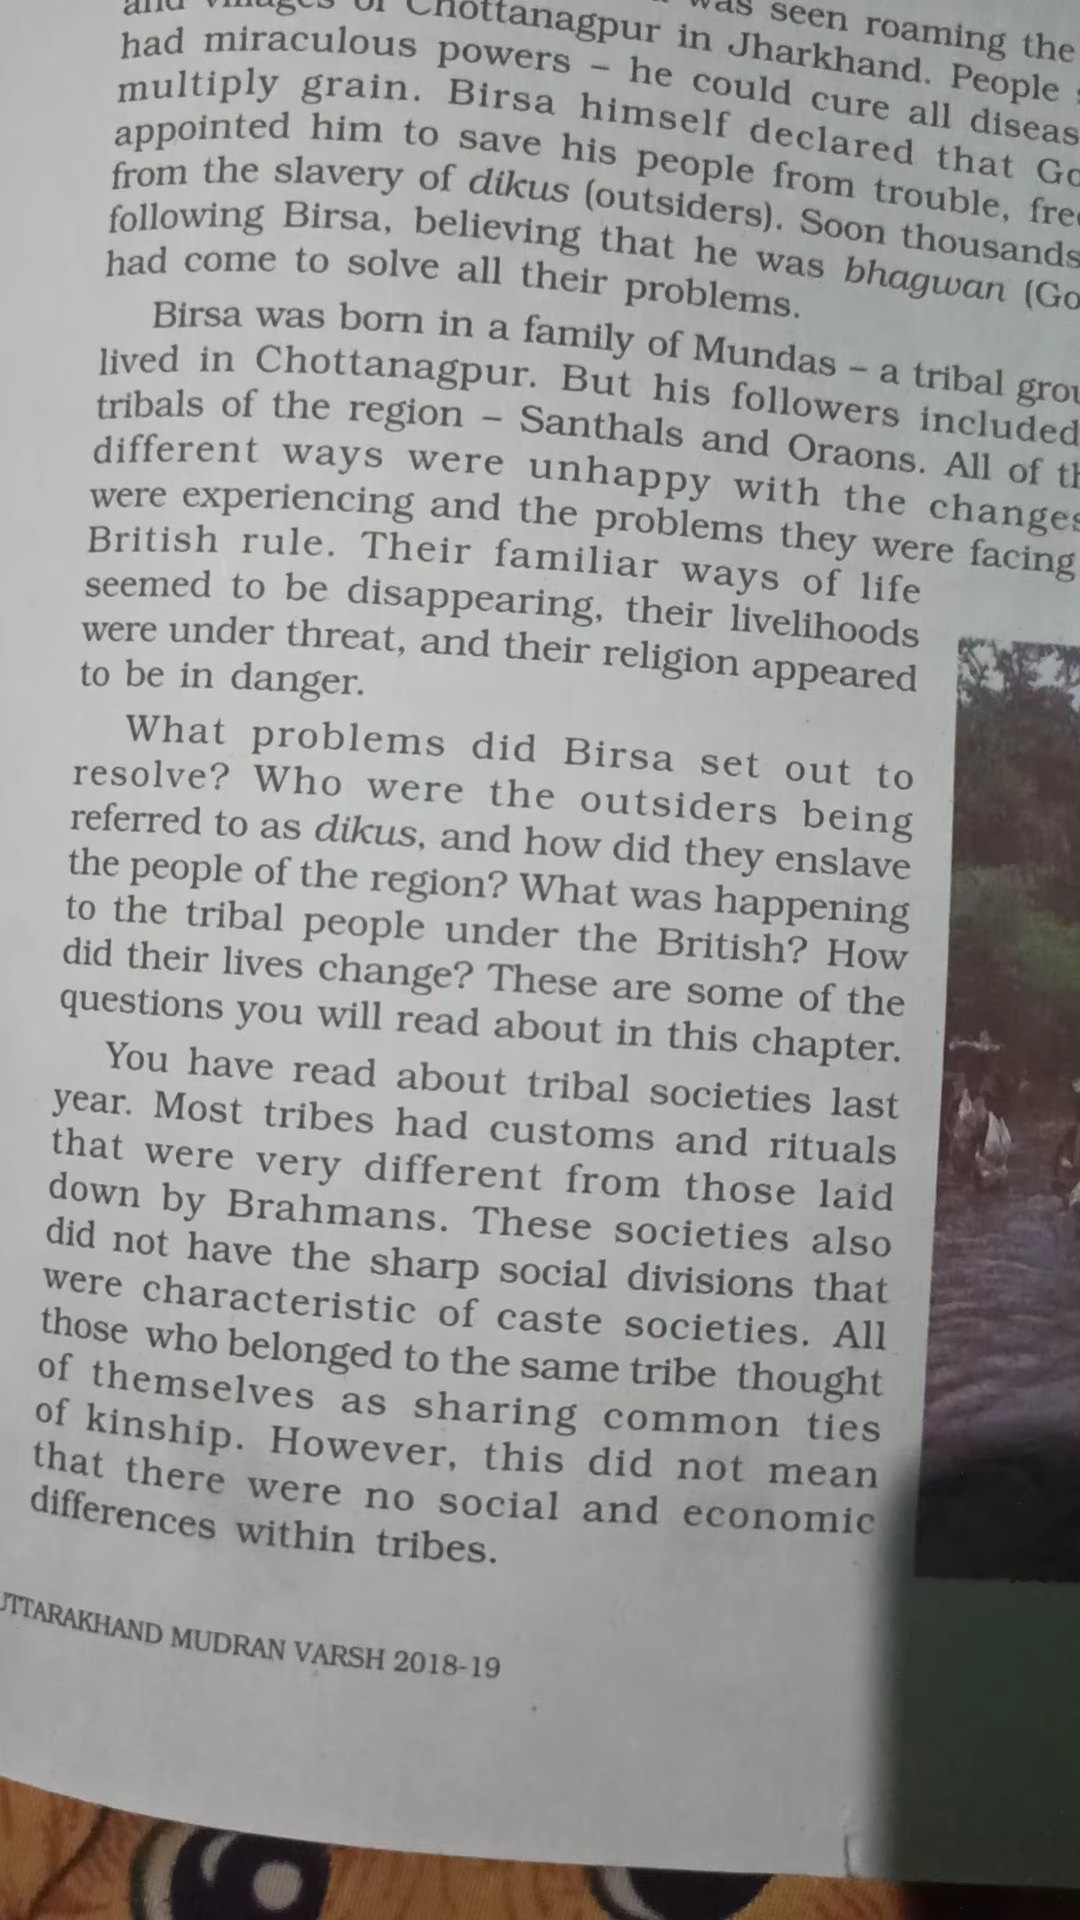 was seen roaming the
and villages of Chottanagpur in Jharkhand. People
had miraculous powers – he could cure all diseas
multiply grain. Birsa himself declared that Go
appointed him to save his people from trouble, free
from the slavery of dikus (outsiders). Soon thousands
following Birsa, believing that he was bhagwan (Go
had come to solve all their problems.
Birsa was born in a family of Mundas – a tribal grou
lived in Chottanagpur. But his followers included
tribals of the region – Santhals and Oraons. All of th
different ways were unhappy with the changes
were experiencing and the problems they were facing
British rule. Their familiar ways of life
seemed to be disappearing, their livelihoods
were under threat, and their religion appeared
to be in danger.
What problems did Birsa set out to
resolve? Who were the outsiders being
referred to as dikus, and how did they enslave
the people of the region? What was happening
to the tribal people under the British? How
did their lives change? These are some of the
questions you will read about in this chapter.
You have read about tribal societies last
year. Most tribes had customs and rituals
that were very different from those laid
down by Brahmans. These societies also
did not have the sharp social divisions that
were characteristic of caste societies. All
those who belonged to the same tribe thought
of themselves as sharing common ties
of kinship. However, this did not mean
that there were no social and economic
differences within tribes.
UTTARAKHAND MUDRAN VARSH 2018-19